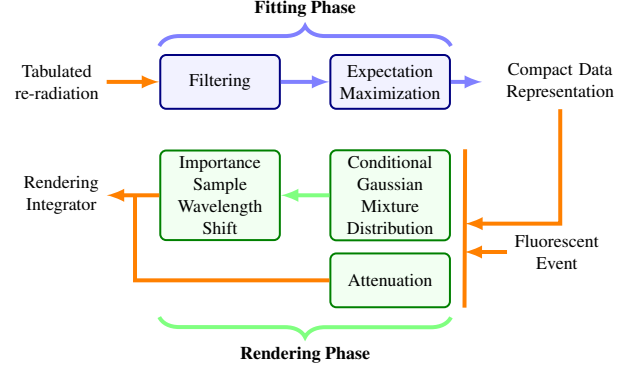 Fitting Phase
Tabulated
re-radiation
Filtering
Expectation
Maximization
Compact Data
Representation
Rendering
Integrator
Importance
Sample
Wavelength
Shift
Conditional
Gaussian
Mixture
Distribution
Fluorescent
Event
Attenuation
Rendering Phase